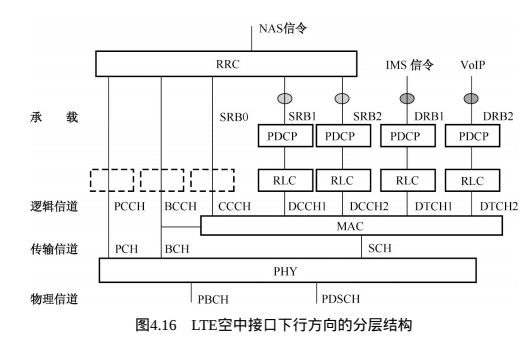 NAS信令
RRC
IMS 信令 VoIP
承 载 SRB0 SRB1 SRB2 DRB1 DRB2
PDCP PDCP PDCP PDCP
RLC RLC RLC RLC
逻辑信道 PCCH BCCH CCCH DCCH1 DCCH2 DTCH1 DTCH2
MAC
传输信道 PCH BCH SCH
PHY
物理信道 PBCH PDSCH
图4.16 LTE空中接口下行方向的分层结构